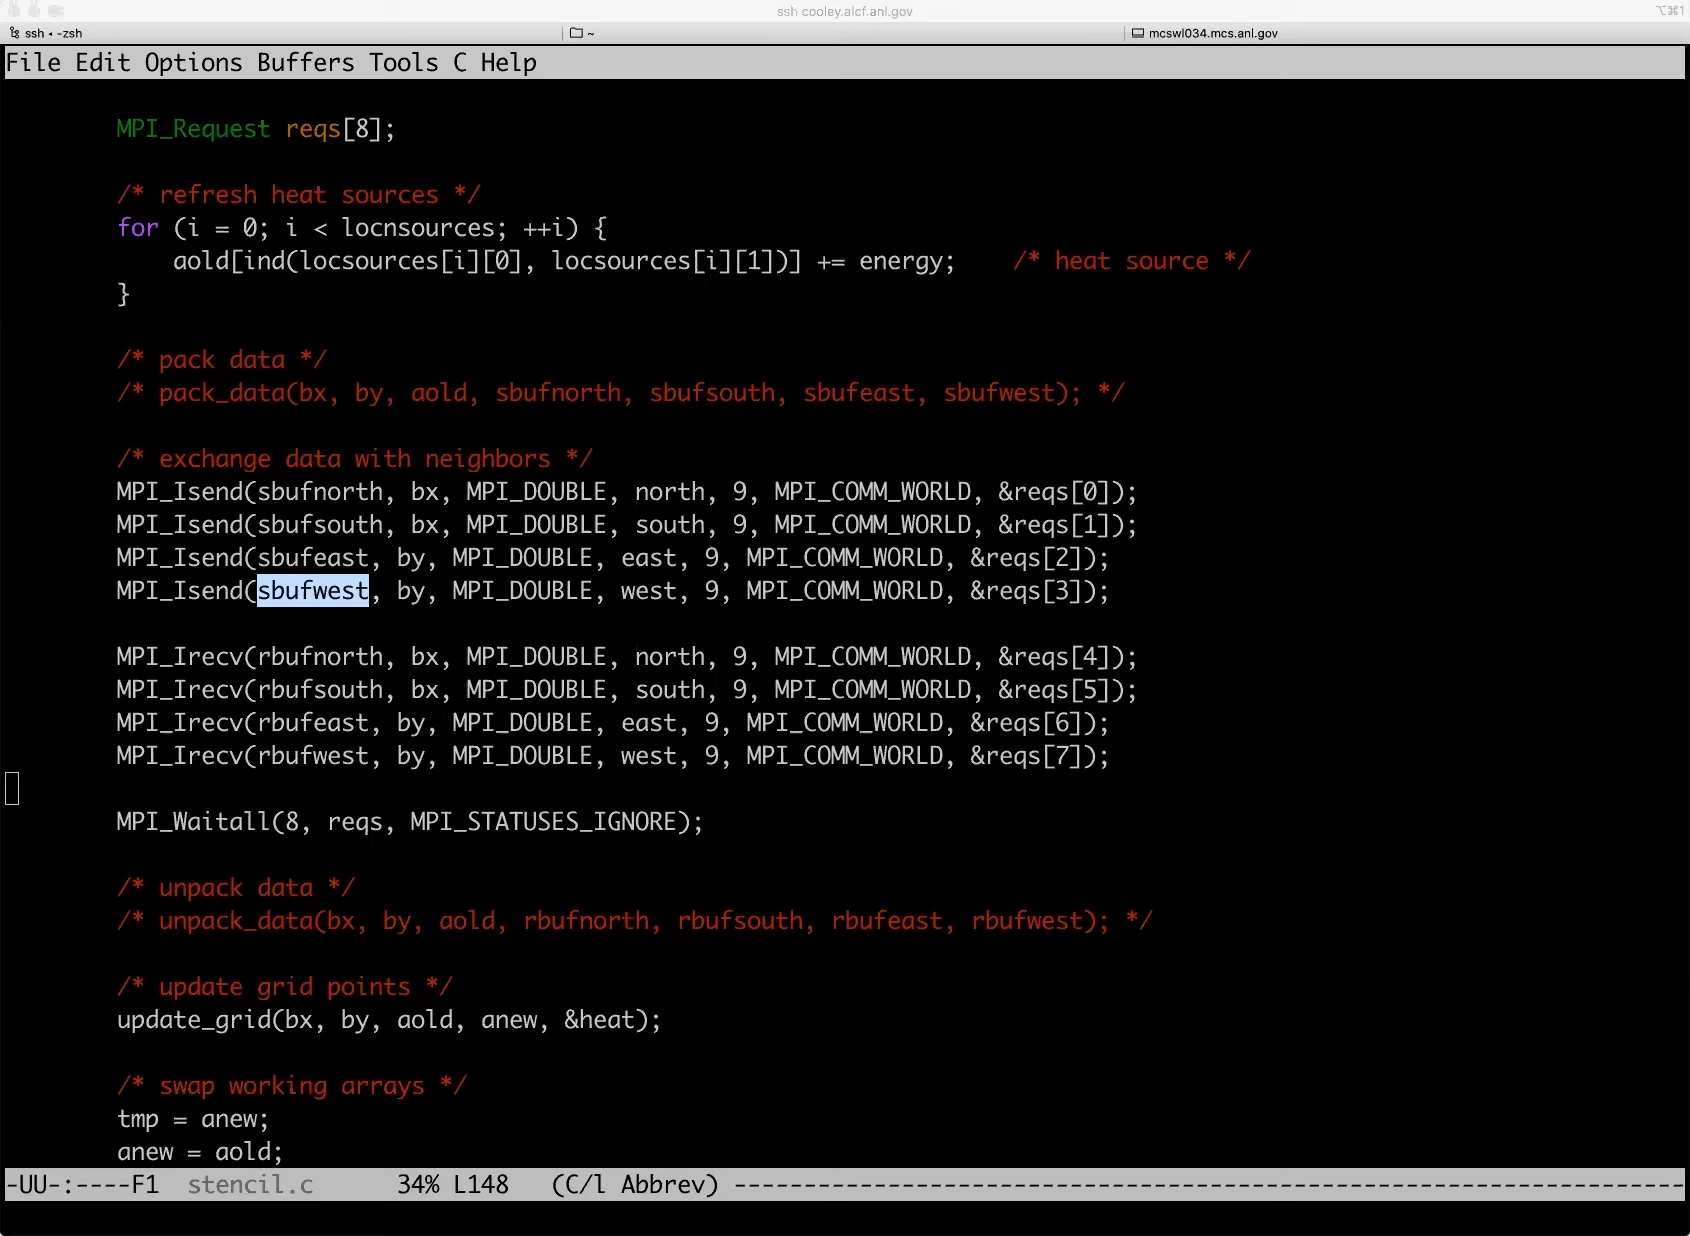 ssh cooley.alcf.anl.gov
⌥⌘1
ssh • -zsh
~
mcswl034.mcs.anl.gov
File Edit Options Buffers Tools C Help
MPI_Request reqs[8];
/* refresh heat sources */
for (i = 0; i < locnsources; ++i) {
aold[ind(locsources[i][0], locsources[i][1])] += energy; /* heat source */
}
/* pack data */
/* pack_data(bx, by, aold, sbufnorth, sbufsouth, sbufeast, sbufwest); */
/* exchange data with neighbors */
MPI_Isend(sbufnorth, bx, MPI_DOUBLE, north, 9, MPI_COMM_WORLD, &reqs[0]);
MPI_Isend(sbufsouth, bx, MPI_DOUBLE, south, 9, MPI_COMM_WORLD, &reqs[1]);
MPI_Isend(sbufeast, by, MPI_DOUBLE, east, 9, MPI_COMM_WORLD, &reqs[2]);
MPI_Isend(sbufwest, by, MPI_DOUBLE, west, 9, MPI_COMM_WORLD, &reqs[3]);
MPI_Irecv(rbufnorth, bx, MPI_DOUBLE, north, 9, MPI_COMM_WORLD, &reqs[4]);
MPI_Irecv(rbufsouth, bx, MPI_DOUBLE, south, 9, MPI_COMM_WORLD, &reqs[5]);
MPI_Irecv(rbufeast, by, MPI_DOUBLE, east, 9, MPI_COMM_WORLD, &reqs[6]);
MPI_Irecv(rbufwest, by, MPI_DOUBLE, west, 9, MPI_COMM_WORLD, &reqs[7]);
MPI_Waitall(8, reqs, MPI_STATUSES_IGNORE);
/* unpack data */
/* unpack_data(bx, by, aold, rbufnorth, rbufsouth, rbufeast, rbufwest); */
/* update grid points */
update_grid(bx, by, aold, anew, &heat);
/* swap working arrays */
tmp = anew;
anew = aold;
-UU-:----F1 stencil.c 34% L148 (C/l Abbrev) --------------------------------------------------------------------